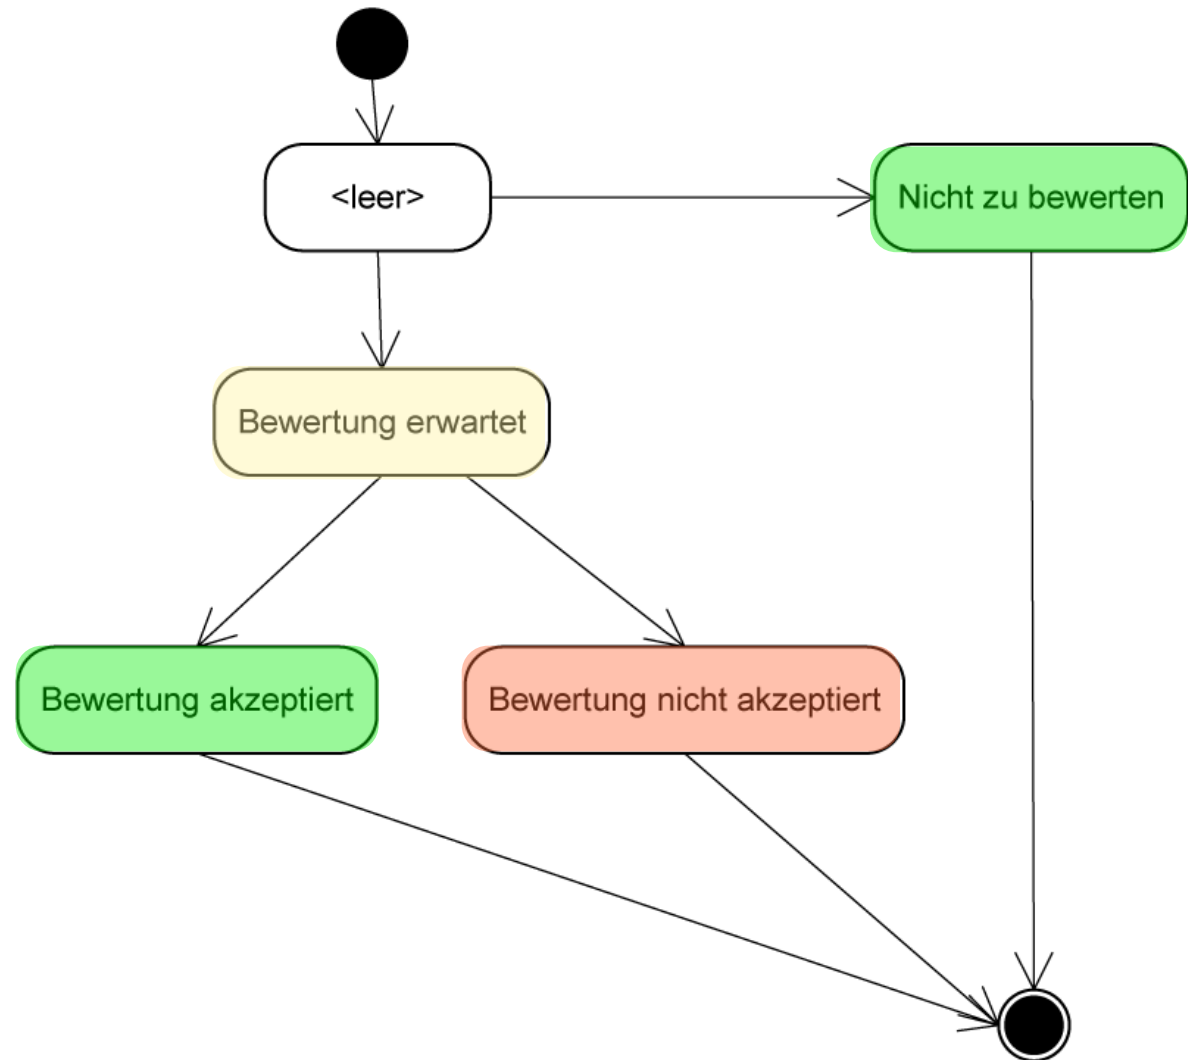 <leer>
Nicht zu bewerten
Bewertung erwartet
Bewertung akzeptiert
Bewertung nicht akzeptiert